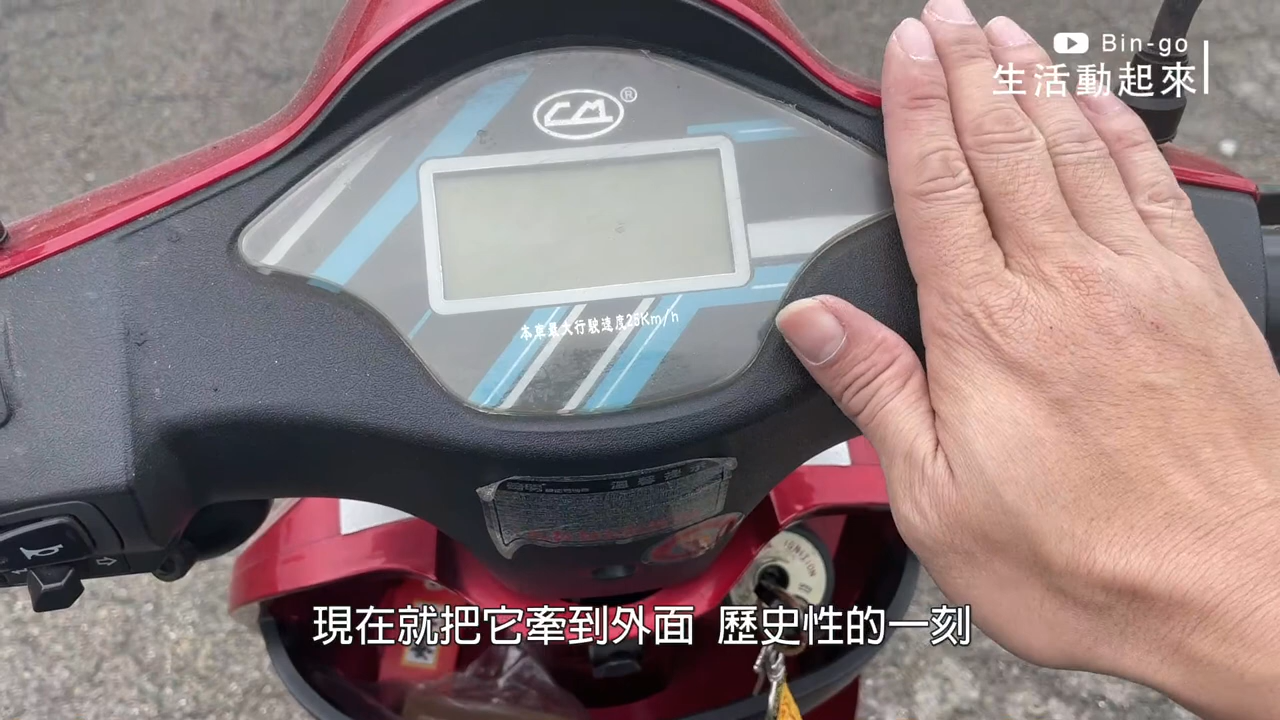 Bin-go
生活動起來
CM®
本車最大行駛速度25Km/h
IGNITION
現在就把它牽到外面 歷史性的一刻